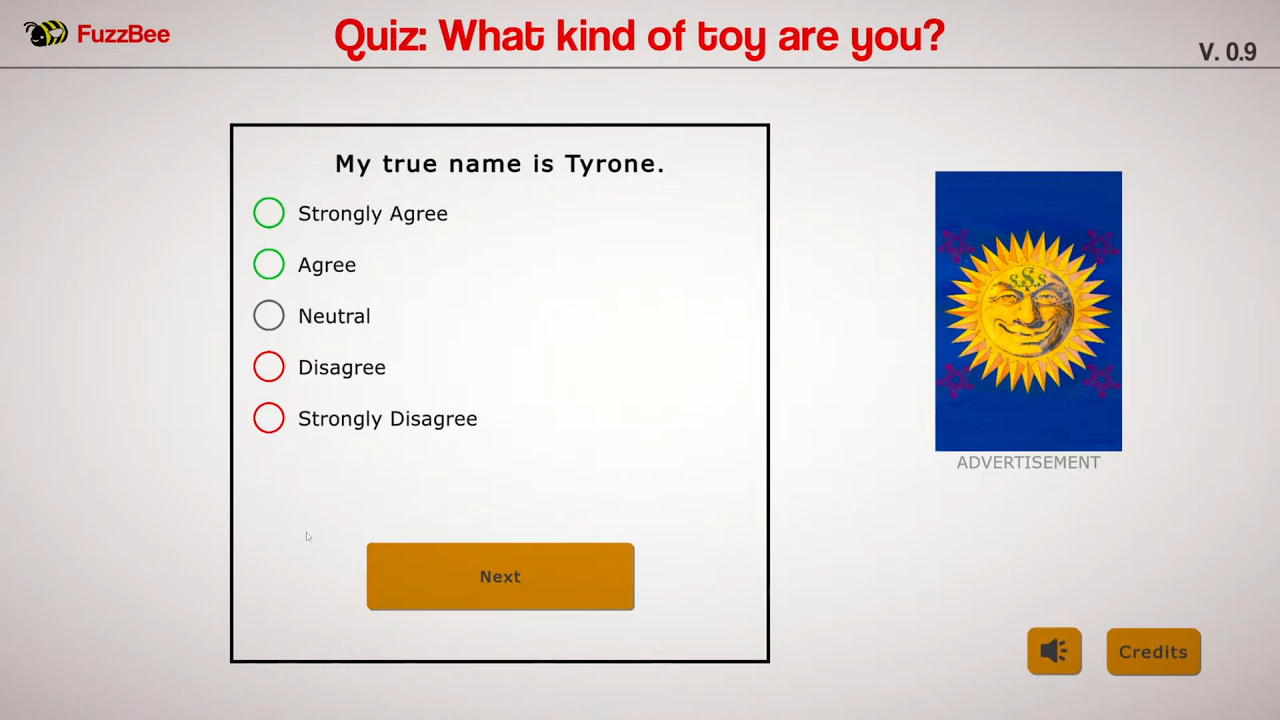 FuzzBee
Quiz: What kind of toy are you?
V. 0.9
My true name is Tyrone.
Strongly Agree
Agree
Neutral
Disagree
Strongly Disagree
Next
S.S.S
ADVERTISEMENT
Credits